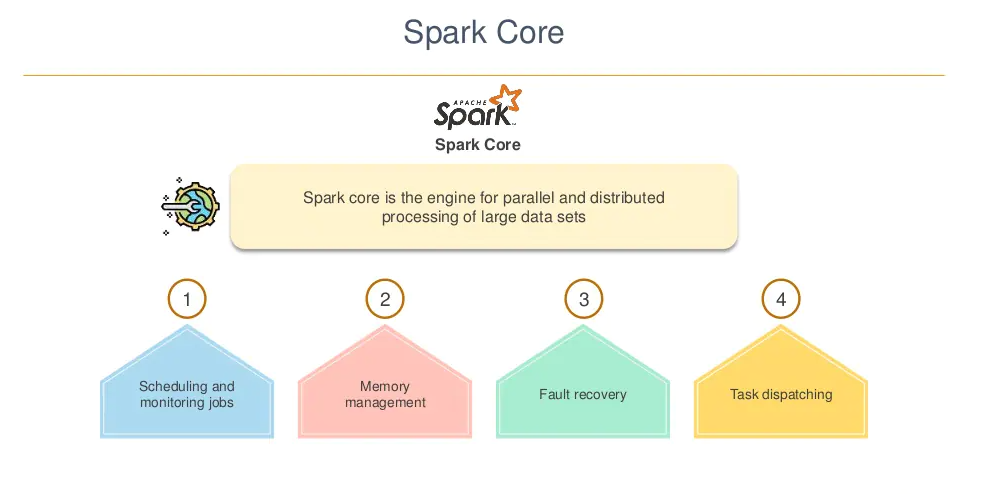 Spark Core
APACHE
Spark
Spark Core
Spark core is the engine for parallel and distributed
processing of large data sets
1
2
3
4
Scheduling and
monitoring jobs
Memory
management
Fault recovery
Task dispatching